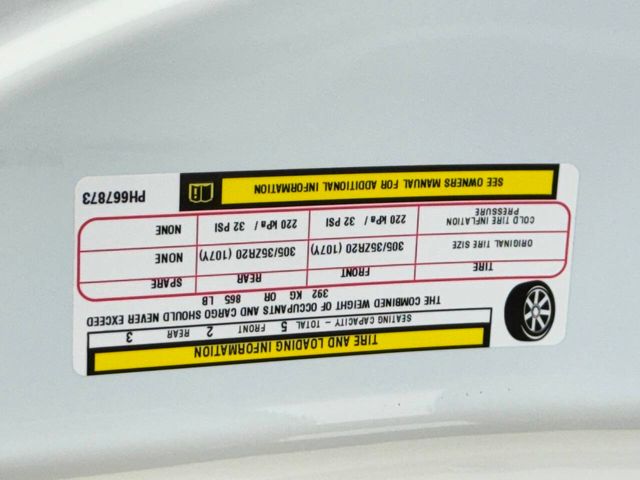 TIRE AND LOADING INFORMATION
SEATING CAPACITY - TOTAL 5 FRONT 2 REAR 3
THE COMBINED WEIGHT OF OCCUPANTS AND CARGO SHOULD NEVER EXCEED
392 KG OR 865 LB
TIRE FRONT REAR SPARE
ORIGINAL TIRE SIZE 305/35ZR20 (107Y) 305/35ZR20 (107Y) NONE
COLD TIRE INFLATION PRESSURE 220 kPa / 32 PSI 220 kPa / 32 PSI NONE
SEE OWNERS MANUAL FOR ADDITIONAL INFORMATION
PH667873